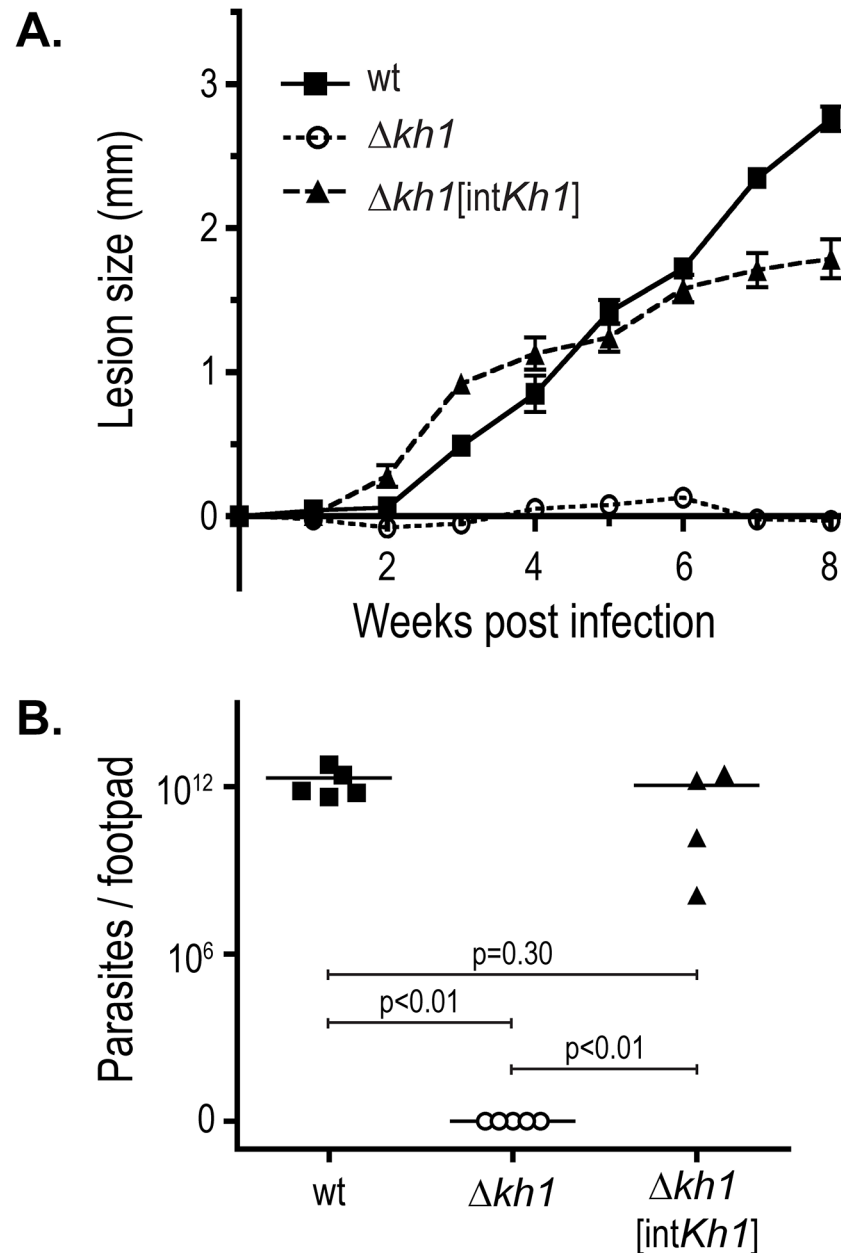 A.
Lesion size (mm)
3
2
1
0
wt
Δkh1
Δkh1[intKh1]
2 4 6 8
Weeks post infection
B.
Parasites / footpad
10¹²
10⁶
0
p=0.30
p<0.01
p<0.01
wt Δkh1 Δkh1
[intKh1]